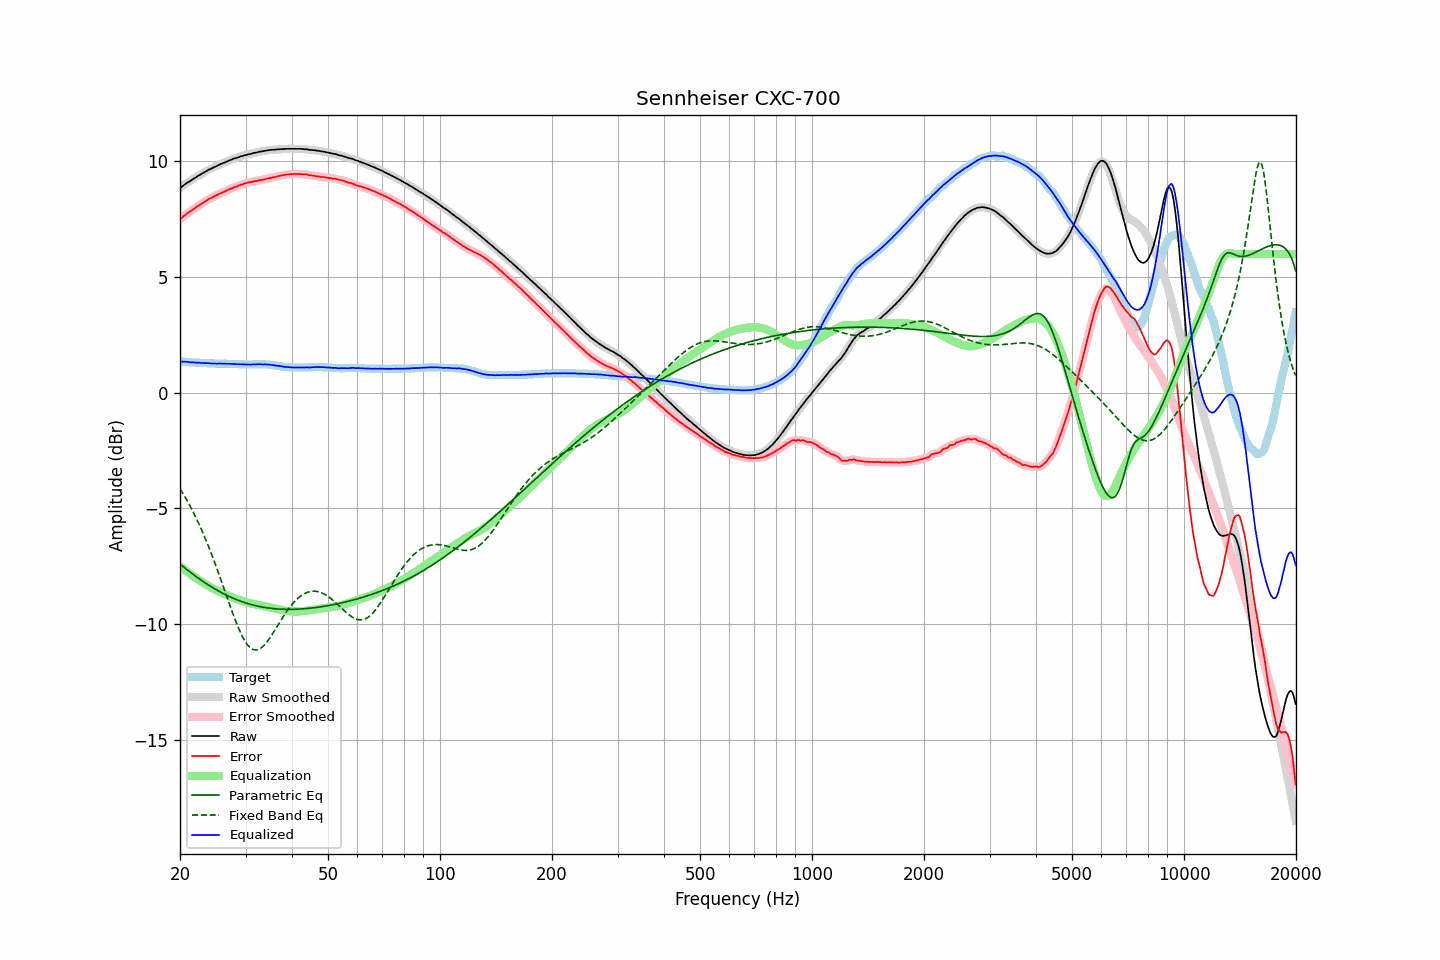 Sennheiser CXC-700
Amplitude (dBr)
10
5
0
−5
−10
−15
Target
Raw Smoothed
Error Smoothed
Raw
Error
Equalization
Parametric Eq
Fixed Band Eq
Equalized
20 50 100 200 500 1000 2000 5000 10000 20000
Frequency (Hz)